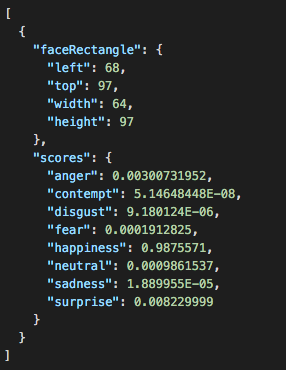 [
  {
    "faceRectangle": {
      "left": 68,
      "top": 97,
      "width": 64,
      "height": 97
    },
    "scores": {
      "anger": 0.00300731952,
      "contempt": 5.14648448E-08,
      "disgust": 9.180124E-06,
      "fear": 0.0001912825,
      "happiness": 0.9875571,
      "neutral": 0.0009861537,
      "sadness": 1.889955E-05,
      "surprise": 0.008229999
    }
  }
]